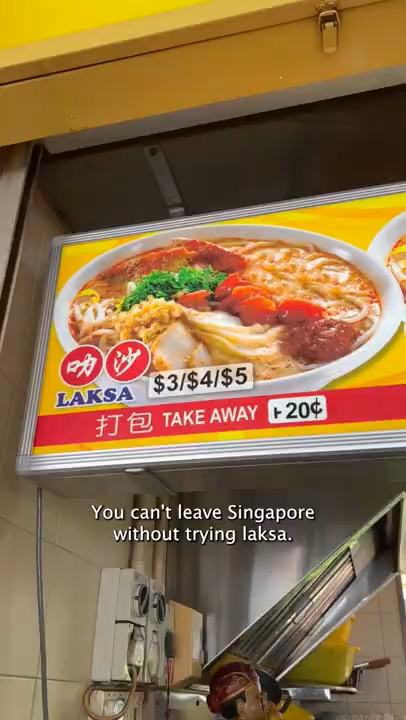 叻沙
LAKSA $3/$4/$5
打包 TAKE AWAY +20¢
You can't leave Singapore
without trying laksa.